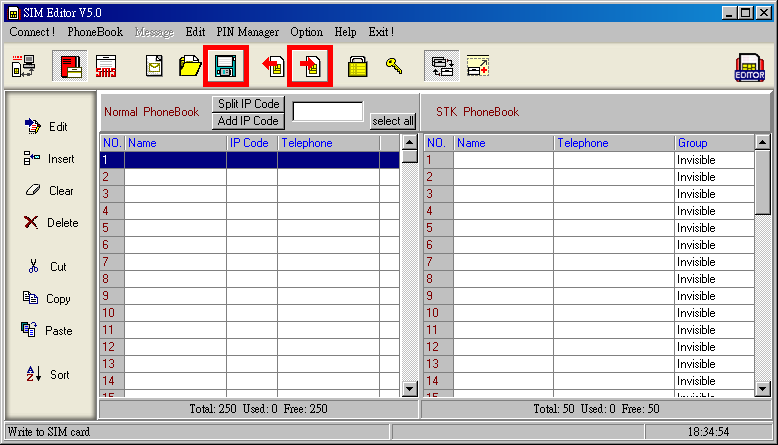 SIM Editor V5.0
Connect ! PhoneBook Message Edit PIN Manager Option Help Exit !
SMS
EDITOR
Edit
Insert
Clear
Delete
Cut
Copy
Paste
A Z Sort
Normal PhoneBook
Split IP Code
Add IP Code
select all
STK PhoneBook
NO. Name IP Code Telephone
1
2
3
4
5
6
7
8
9
10
11
12
13
14
15
Total: 250 Used: 0 Free: 250
NO. Name Telephone Group
1 Invisible
2 Invisible
3 Invisible
4 Invisible
5 Invisible
6 Invisible
7 Invisible
8 Invisible
9 Invisible
10 Invisible
11 Invisible
12 Invisible
13 Invisible
14 Invisible
15 Invisible
Total: 50 Used: 0 Free: 50
Write to SIM card
18:34:54